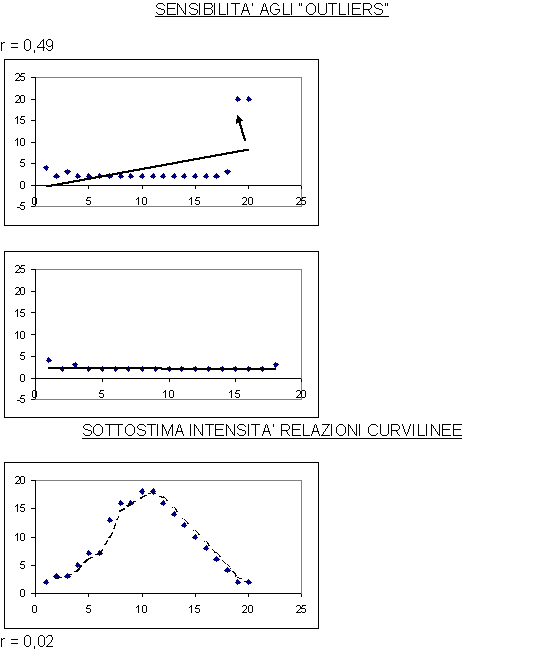 SENSIBILITA' AGLI "OUTLIERS"
r = 0,49
25
20
15
10
5
0
-5
0 5 10 15 20 25
25
20
15
10
5
0
-5
0 5 10 15 20
SOTTOSTIMA INTENSITA' RELAZIONI CURVILINEE
20
15
10
5
0
0 5 10 15 20 25
r = 0,02